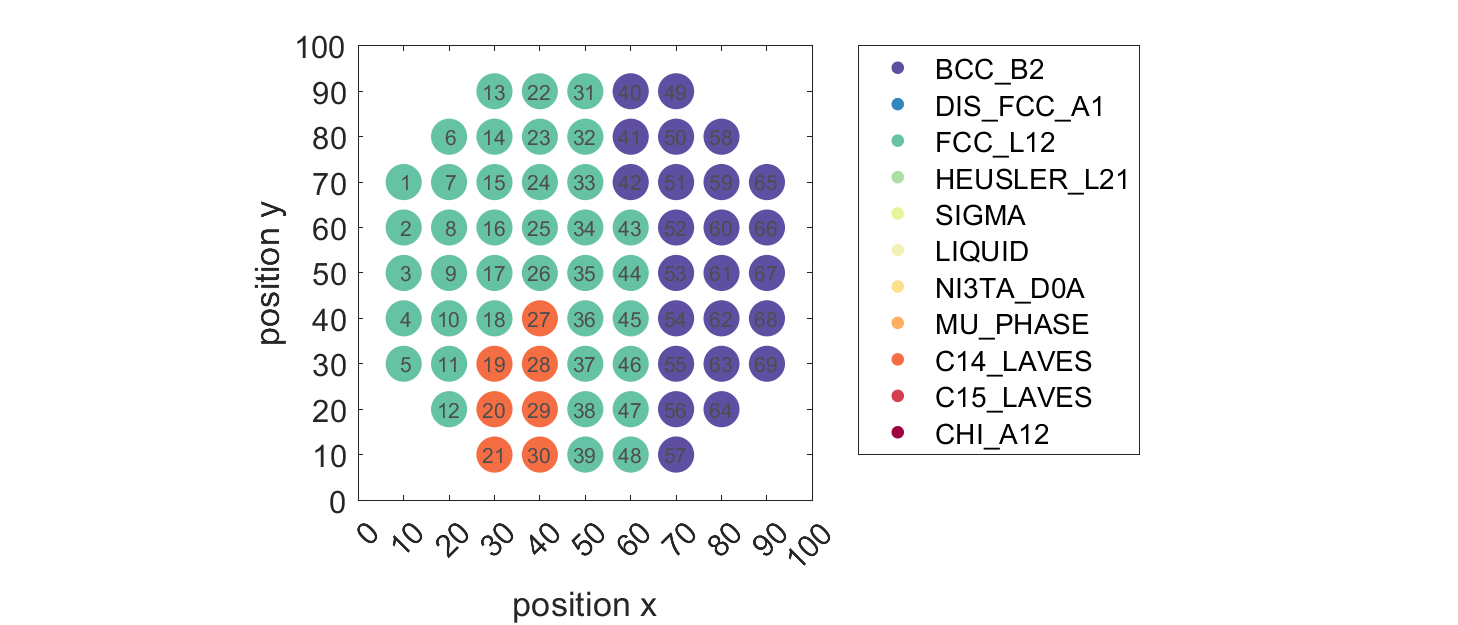 100
90 13 22 31 40 49
80 6 14 23 32 41 50 58
70 1 7 15 24 33 42 51 59 65
60 2 8 16 25 34 43 52 60 66
50 3 9 17 26 35 44 53 61 67
40 4 10 18 27 36 45 54 62 68
30 5 11 19 28 37 46 55 63 69
20 12 20 29 38 47 56 64
10 21 30 39 48 57
0
position y
0 10 20 30 40 50 60 70 80 90 100
position x
BCC_B2
DIS_FCC_A1
FCC_L12
HEUSLER_L21
SIGMA
LIQUID
NI3TA_D0A
MU_PHASE
C14_LAVES
C15_LAVES
CHI_A12